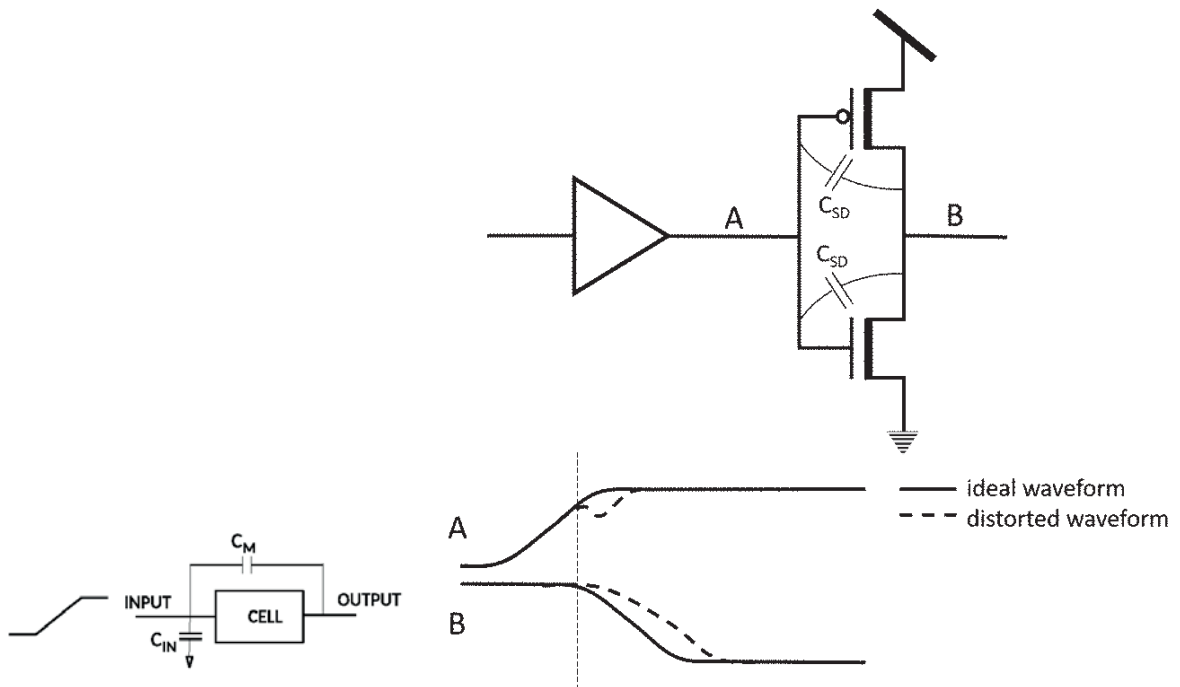 A
C_SD
B
C_SD
ideal waveform
distorted waveform
A
C_M
INPUT
OUTPUT
CELL
B
C_IN